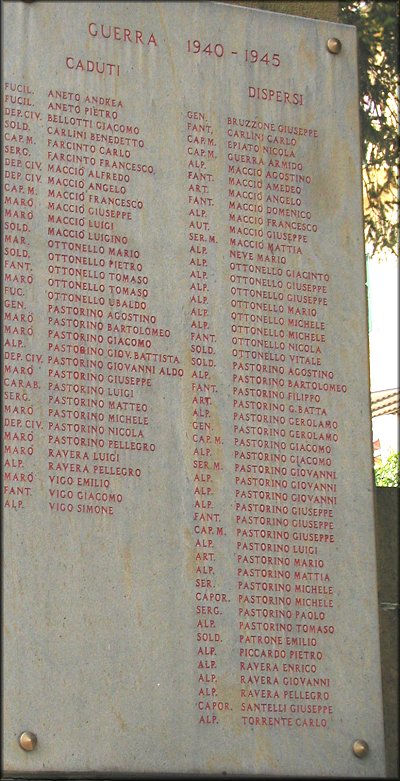 GUERRA 1940 - 1945
CADUTI
FUCIL. ANETO ANDREA
FUCIL. ANETO PIETRO
DEP. CIV. BELLOTTI GIACOMO
SOLD. CARLINI BENEDETTO
CAP. M. FARCINTO CARLO
SERG. FARCINTO FRANCESCO
DEP. CIV. MACCIÒ ALFREDO
DEP. CIV. MACCIÒ ANGELO
CAP. M. MACCIÒ FRANCESCO
MARÒ MACCIÒ GIUSEPPE
MARÒ MACCIÒ LUIGI
SOLD. MACCIÒ LUIGINO
MAR. OTTONELLO MARIO
SOLD. OTTONELLO PIETRO
FANT. OTTONELLO TOMASO
MARÒ OTTONELLO TOMASO
FUC. OTTONELLO UBALDO
GEN. PASTORINO AGOSTINO
MARÒ PASTORINO BARTOLOMEO
MARÒ PASTORINO GIACOMO
ALP. PASTORINO GIOV. BATTISTA
DEP. CIV. PASTORINO GIOVANNI ALDO
MARÒ PASTORINO GIUSEPPE
CARAB. PASTORINO LUIGI
SERG. PASTORINO MATTEO
MARÒ PASTORINO MICHELE
DEP. CIV. PASTORINO NICOLA
MARÒ PASTORINO PELLEGRO
MARÒ RAVERA LUIGI
ALP. RAVERA PELLEGRO
MARÒ VIGO EMILIO
FANT. VIGO GIACOMO
ALP. VIGO SIMONE
DISPERSI
GEN. BRUZZONE GIUSEPPE
FANT. CARLINI CARLO
CAP. M. EPIATO NICOLA
CAP. M. GUERRA ARMIDO
ALP. MACCIÒ AGOSTINO
FANT. MACCIÒ AMEDEO
ART. MACCIÒ ANGELO
FANT. MACCIÒ DOMENICO
ALP. MACCIÒ FRANCESCO
AUT. MACCIÒ GIUSEPPE
SER. M. MACCIÒ MATTIA
ALP. NEVE MARIO
ALP. OTTONELLO GIACINTO
ALP. OTTONELLO GIUSEPPE
ALP. OTTONELLO GIUSEPPE
ALP. OTTONELLO MARIO
ALP. OTTONELLO MICHELE
ALP. OTTONELLO MICHELE
FANT. OTTONELLO NICOLA
SOLD. OTTONELLO VITALE
SOLD. PASTORINO AGOSTINO
ALP. PASTORINO BARTOLOMEO
FANT. PASTORINO FILIPPO
ART. PASTORINO G. BATTA
ALP. PASTORINO GEROLAMO
GEN. PASTORINO GEROLAMO
CAP. M. PASTORINO GIACOMO
ALP. PASTORINO GIACOMO
SER. M. PASTORINO GIOVANNI
ALP. PASTORINO GIOVANNI
ALP. PASTORINO GIOVANNI
ALP. PASTORINO GIUSEPPE
FANT. PASTORINO GIUSEPPE
CAP. M. PASTORINO GIUSEPPE
ALP. PASTORINO LUIGI
ART. PASTORINO MARIO
ALP. PASTORINO MATTIA
SER. PASTORINO MICHELE
CAPOR. PASTORINO MICHELE
SERG. PASTORINO PAOLO
ALP. PASTORINO TOMASO
SOLD. PATRONE EMILIO
ALP. PICCARDO PIETRO
ALP. RAVERA ENRICO
ALP. RAVERA GIOVANNI
ALP. RAVERA PELLEGRO
CAPOR. SANTELLI GIUSEPPE
ALP. TORRENTE CARLO